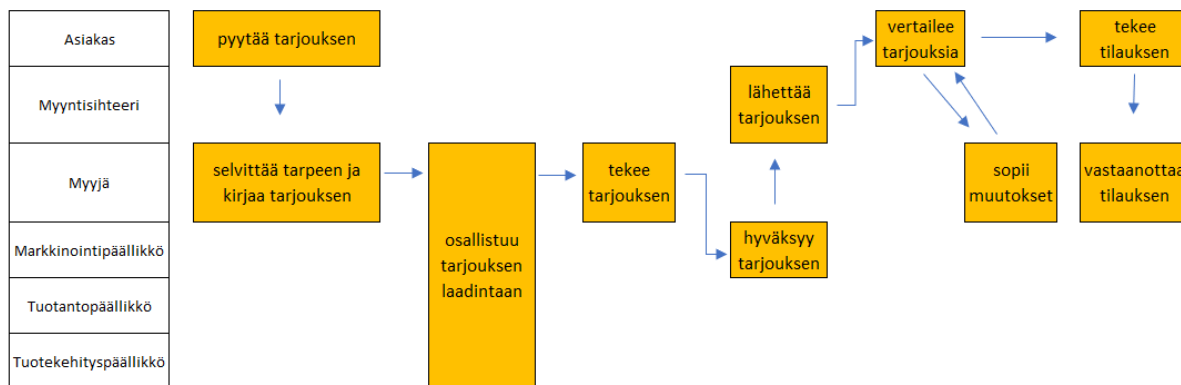 Asiakas
Myyntisihteeri
Myyjä
Markkinointipäällikkö
Tuotantopäällikkö
Tuotekehityspäällikkö
pyytää tarjouksen
selvittää tarpeen ja
kirjaa tarjouksen
osallistuu
tarjouksen
laadintaan
tekee
tarjouksen
hyväksyy
tarjouksen
lähettää
tarjouksen
vertailee
tarjouksia
sopii
muutokset
tekee
tilauksen
vastaanottaa
tilauksen